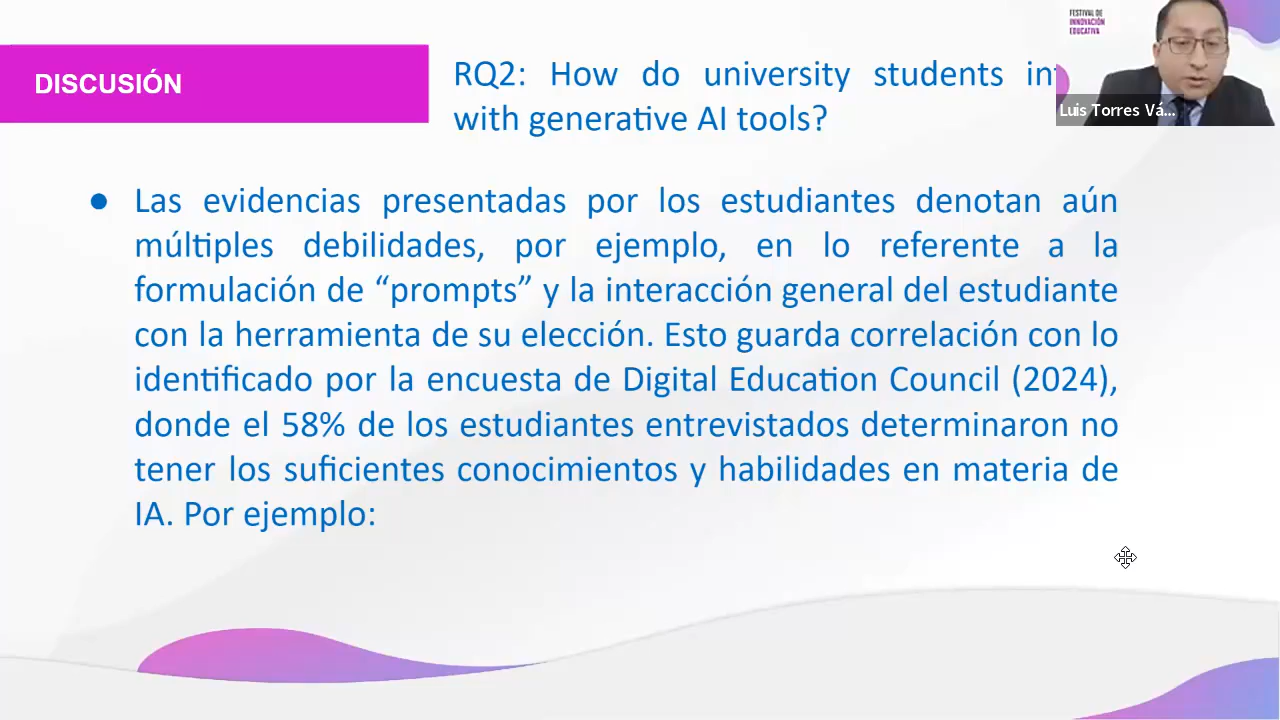 FESTIVAL DE
INNOVACIÓN
EDUCATIVA
DISCUSIÓN
RQ2: How do university students
with generative AI tools?
Luis Torres Vá...
● Las evidencias presentadas por los estudiantes denotan aún
múltiples debilidades, por ejemplo, en lo referente a la
formulación de “prompts” y la interacción general del estudiante
con la herramienta de su elección. Esto guarda correlación con lo
identificado por la encuesta de Digital Education Council (2024),
donde el 58% de los estudiantes entrevistados determinaron no
tener los suficientes conocimientos y habilidades en materia de
IA. Por ejemplo: